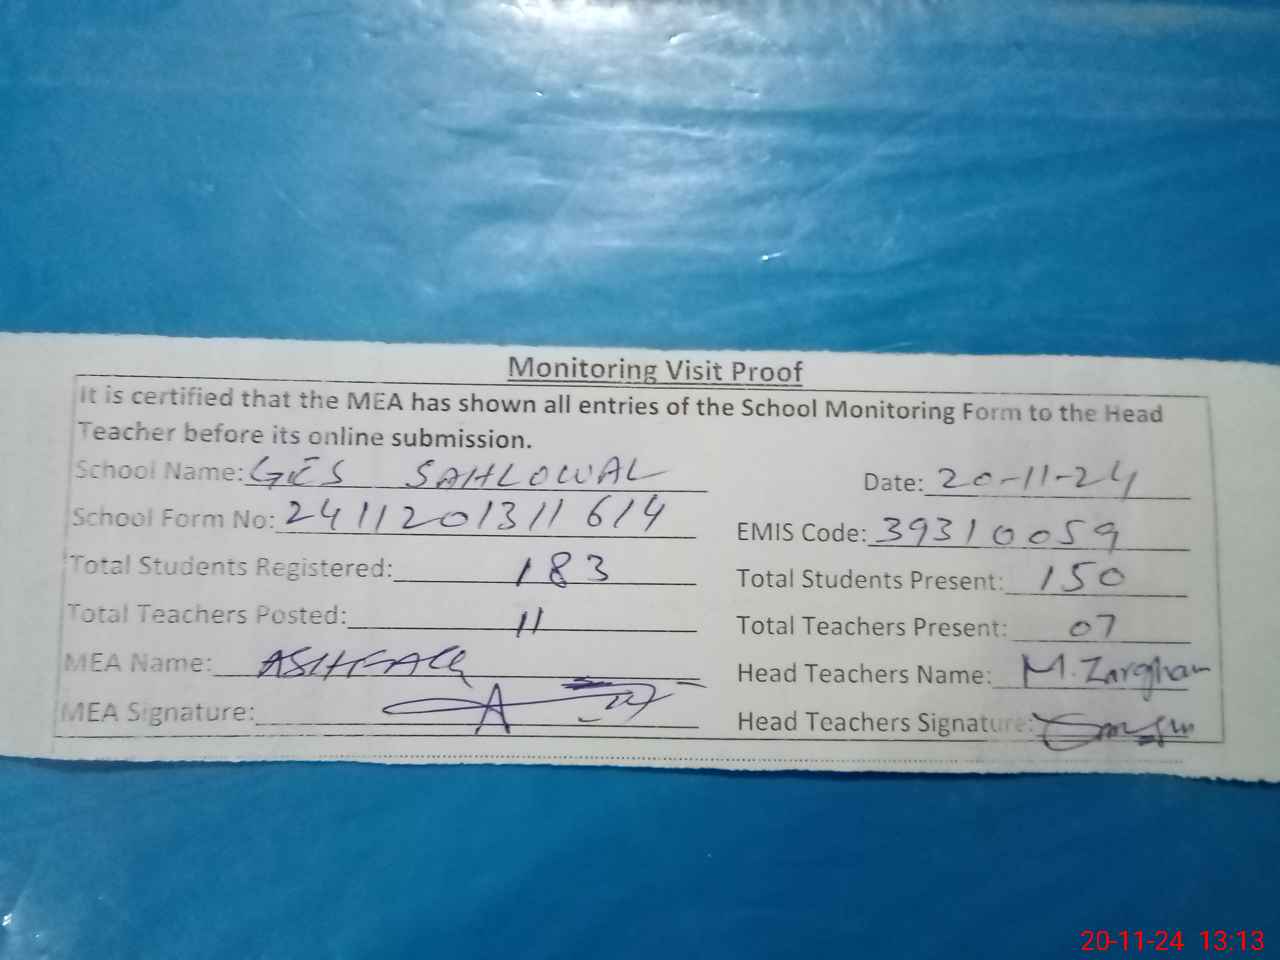 Monitoring Visit Proof
It is certified that the MEA has shown all entries of the School Monitoring Form to the Head
Teacher before its online submission.
School Name: GES SAHLOWAL Date: 20-11-24
School Form No: 2411201311614 EMIS Code: 39310059
Total Students Registered: 183 Total Students Present: 150
Total Teachers Posted: 11 Total Teachers Present: 07
MEA Name: ASHFAQ Head Teachers Name: M. Zargham
MEA Signature: Head Teachers Signature:
20-11-24 13:13